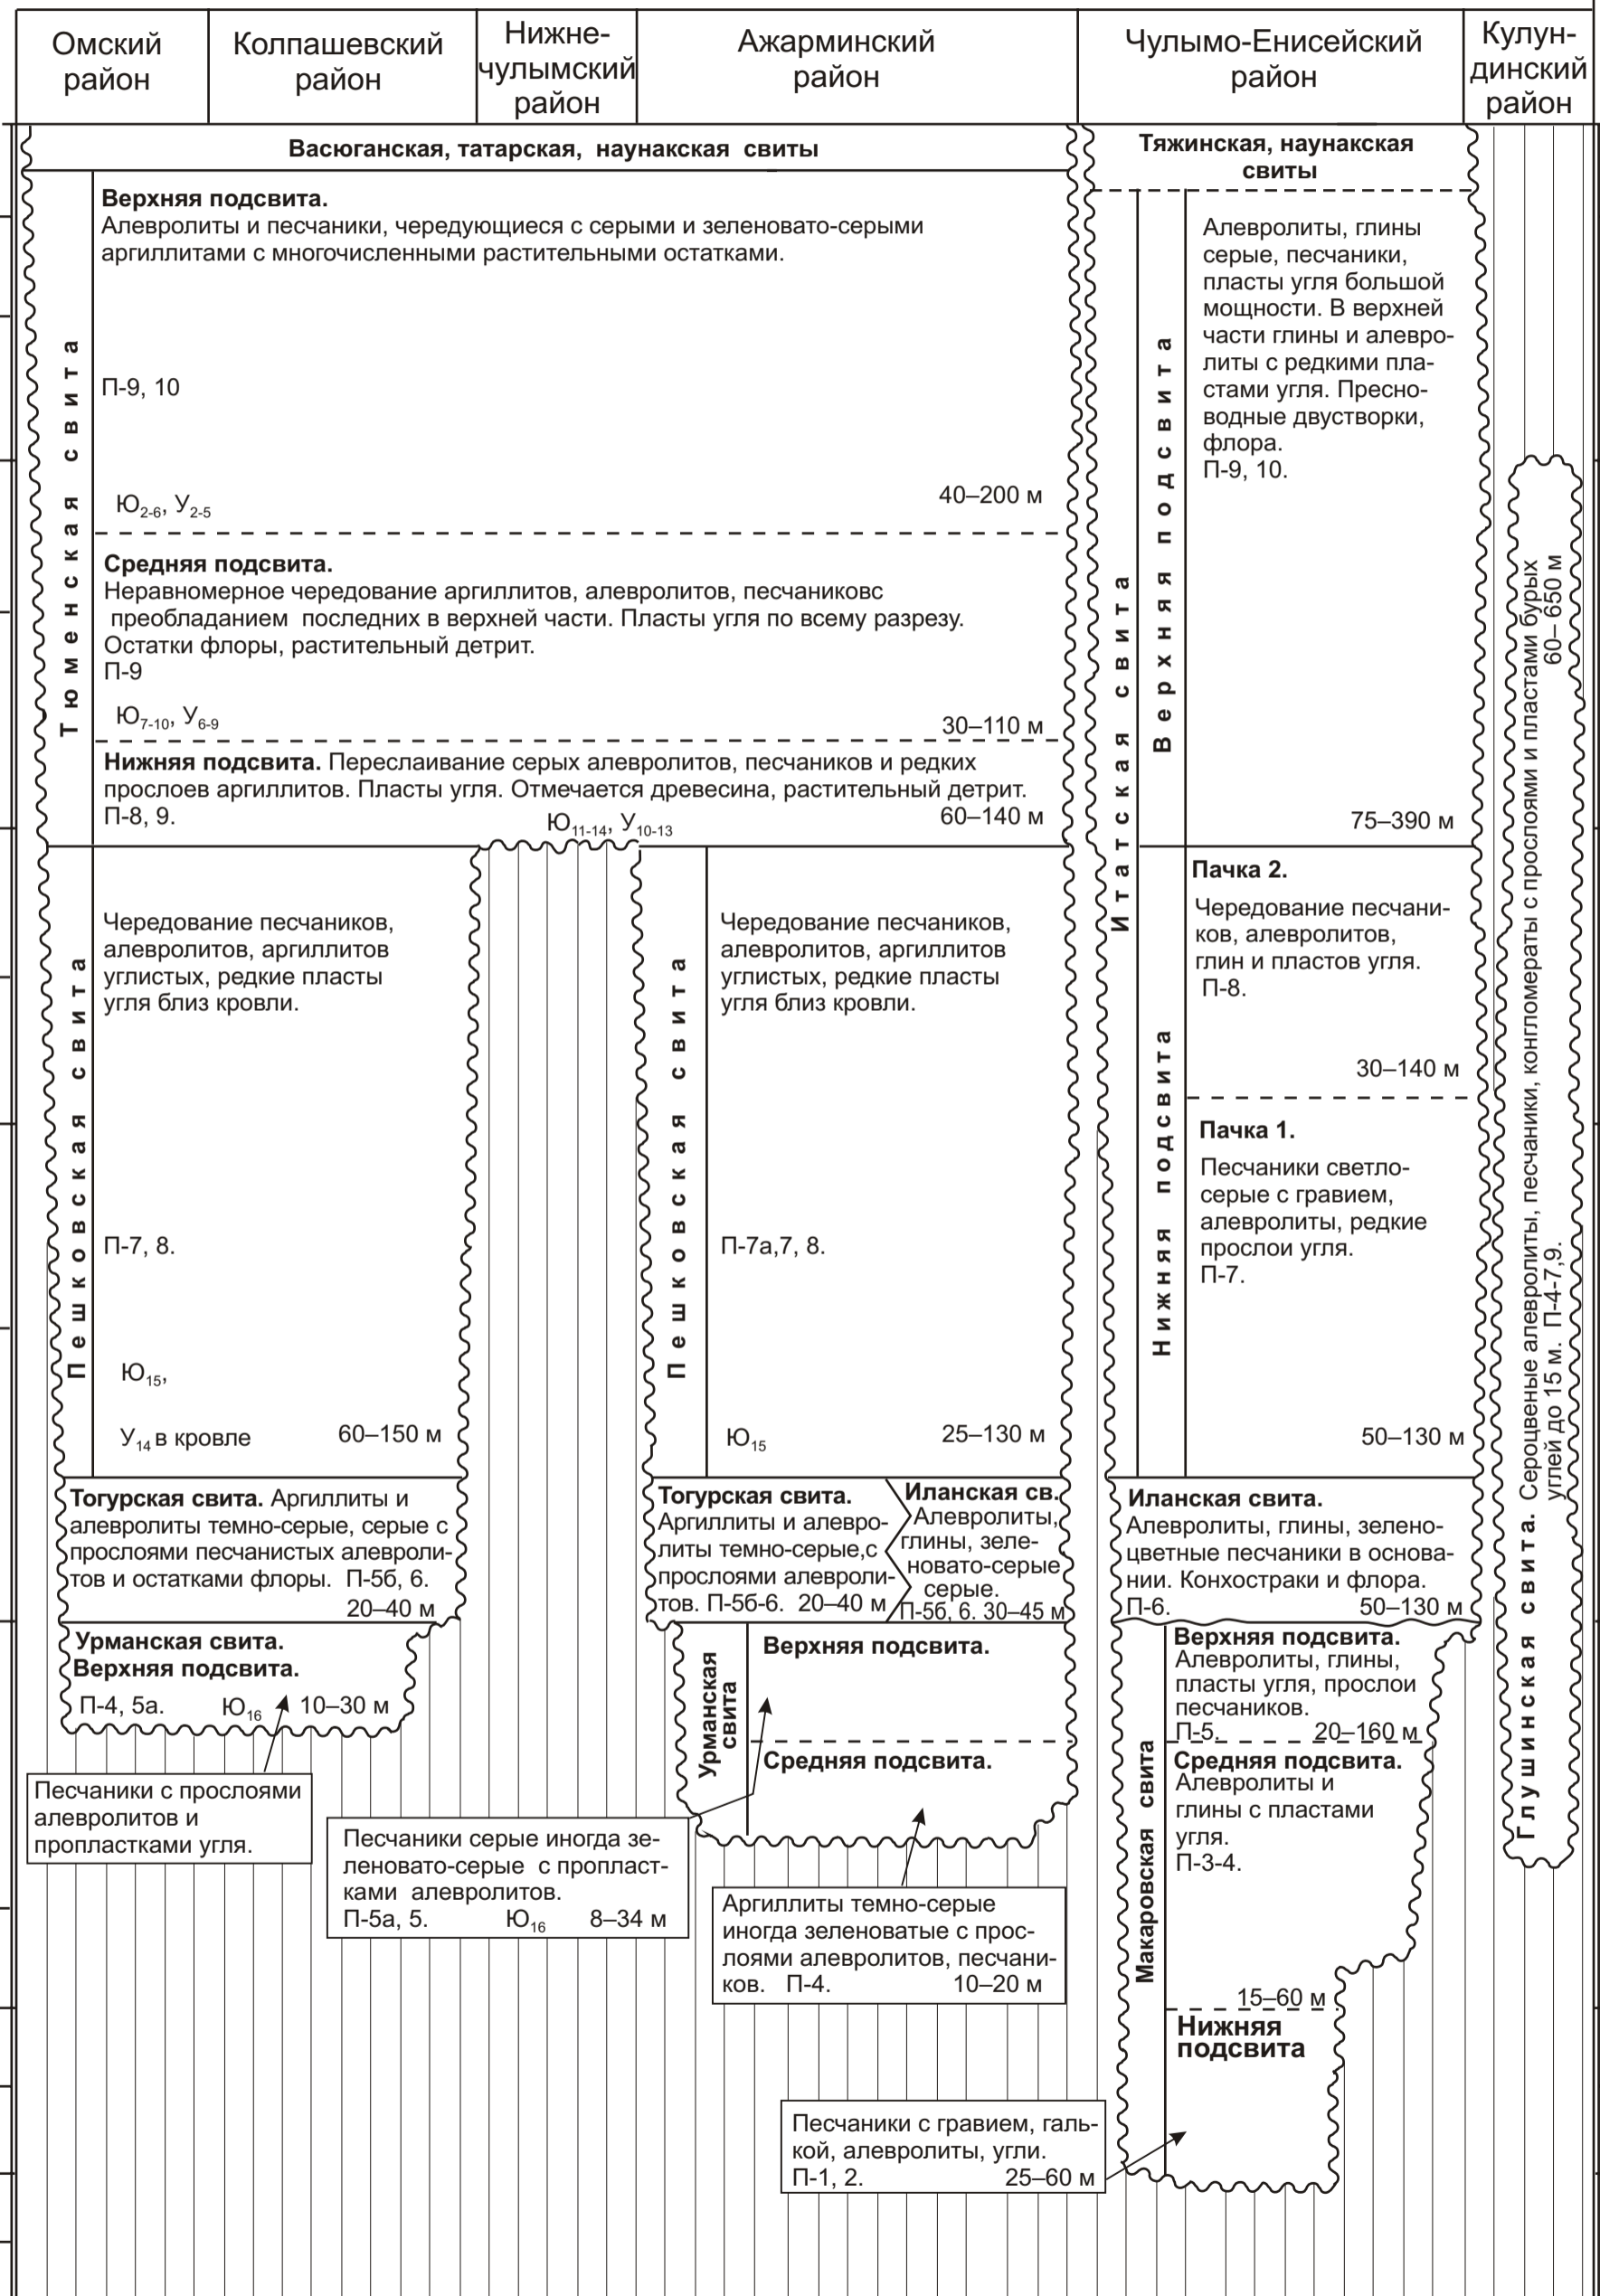 Омский
район
Колпашевский
район
Нижне-
чулымский
район
Ажарминский
район
Чулымо-Енисейский
район
Кулун-
динский
район
Васюганская, татарская, наунакская свиты
Тюменская свита
Верхняя подсвита.
Алевролиты и песчаники, чередующиеся с серыми и зеленовато-серыми
аргиллитами с многочисленными растительными остатками.
П-9, 10
Ю2-6, У2-5
40–200 м
Средняя подсвита.
Неравномерное чередование аргиллитов, алевролитов, песчаниковс
преобладанием последних в верхней части. Пласты угля по всему разрезу.
Остатки флоры, растительный детрит.
П-9
Ю7-10, У6-9
30–110 м
Нижняя подсвита. Переслаивание серых алевролитов, песчаников и редких
прослоев аргиллитов. Пласты угля. Отмечается древесина, растительный детрит.
П-8, 9. Ю11-14, У10-13 60–140 м
Пешковская свита
Чередование песчаников,
алевролитов, аргиллитов
углистых, редкие пласты
угля близ кровли.
П-7, 8.
Ю15,
У14 в кровле 60–150 м
Тогурская свита. Аргиллиты и
алевролиты темно-серые, серые с
прослоями песчанистых алевроли-
тов и остатками флоры. П-5б, 6.
20–40 м
Урманская свита.
Верхняя подсвита.
П-4, 5а. Ю16 10–30 м
Песчаники с прослоями
алевролитов и
пропластками угля.
Пешковская свита
Чередование песчаников,
алевролитов, аргиллитов
углистых, редкие пласты
угля близ кровли.
П-7а,7, 8.
Ю15 25–130 м
Тогурская свита.
Аргиллиты и алевро-
литы темно-серые,с
прослоями алевроли-
тов. П-5б-6. 20–40 м
Иланская св.
Алевролиты,
глины, зеле-
новато-серые
серые.
П-5б, 6. 30–45 м
Урманская
свита
Верхняя подсвита.
Средняя подсвита.
Песчаники серые иногда зе-
леновато-серые с пропласт-
ками алевролитов.
П-5а, 5. Ю16 8–34 м
Аргиллиты темно-серые
иногда зеленоватые с прос-
лоями алевролитов, песчани-
ков. П-4. 10–20 м
Тяжинская, наунакская
свиты
Итатская свита
Верхняя подсвита
Алевролиты, глины
серые, песчаники,
пласты угля большой
мощности. В верхней
части глины и алевро-
литы с редкими пла-
стами угля. Пресно-
водные двустворки,
флора.
П-9, 10.
75–390 м
Нижняя подсвита
Пачка 2.
Чередование песчани-
ков, алевролитов,
глин и пластов угля.
П-8.
30–140 м
Пачка 1.
Песчаники светло-
серые с гравием,
алевролиты, редкие
прослои угля.
П-7.
50–130 м
Иланская свита.
Алевролиты, глины, зелено-
цветные песчаники в основа-
нии. Конхостраки и флора.
П-6. 50–130 м
Макаровская свита
Верхняя подсвита.
Алевролиты, глины,
пласты угля, прослои
песчаников.
П-5. 20–160 м
Средняя подсвита.
Алевролиты и
глины с пластами
угля.
П-3-4.
15–60 м
Нижняя
подсвита
Песчаники с гравием, галь-
кой, алевролиты, угли.
П-1, 2. 25–60 м
Глушинская свита. Сероцвеные алевролиты, песчаники, конгломераты с прослоями и пластами бурых
углей до 15 м. П-4-7,9. 60– 650 м